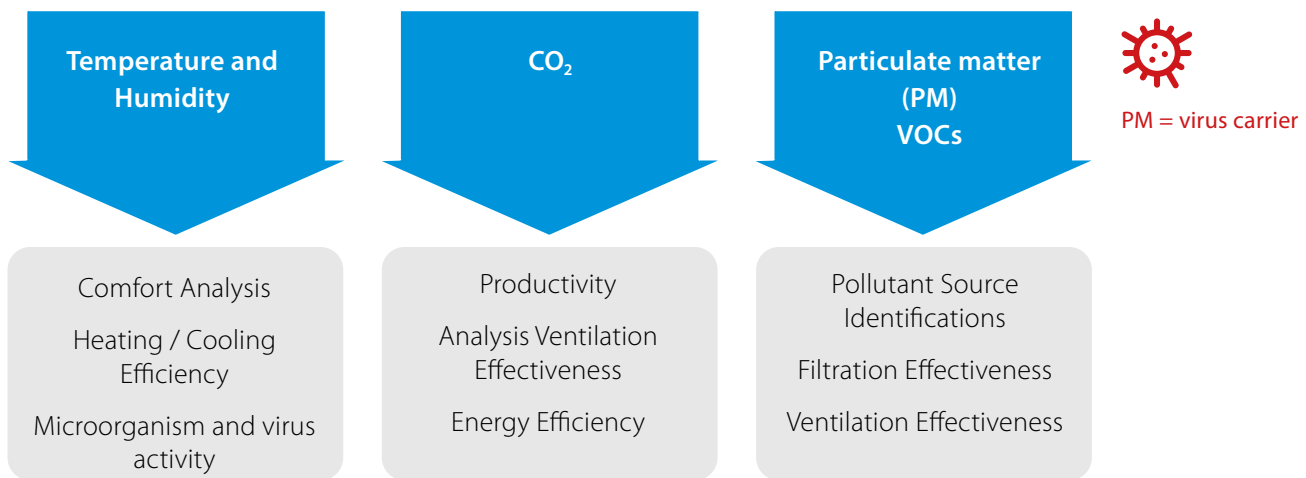 Temperature and
Humidity
CO₂
Particulate matter
(PM)
VOCs
PM = virus carrier
Comfort Analysis
Heating / Cooling
Efficiency
Microorganism and virus
activity
Productivity
Analysis Ventilation
Effectiveness
Energy Efficiency
Pollutant Source
Identifications
Filtration Effectiveness
Ventilation Effectiveness